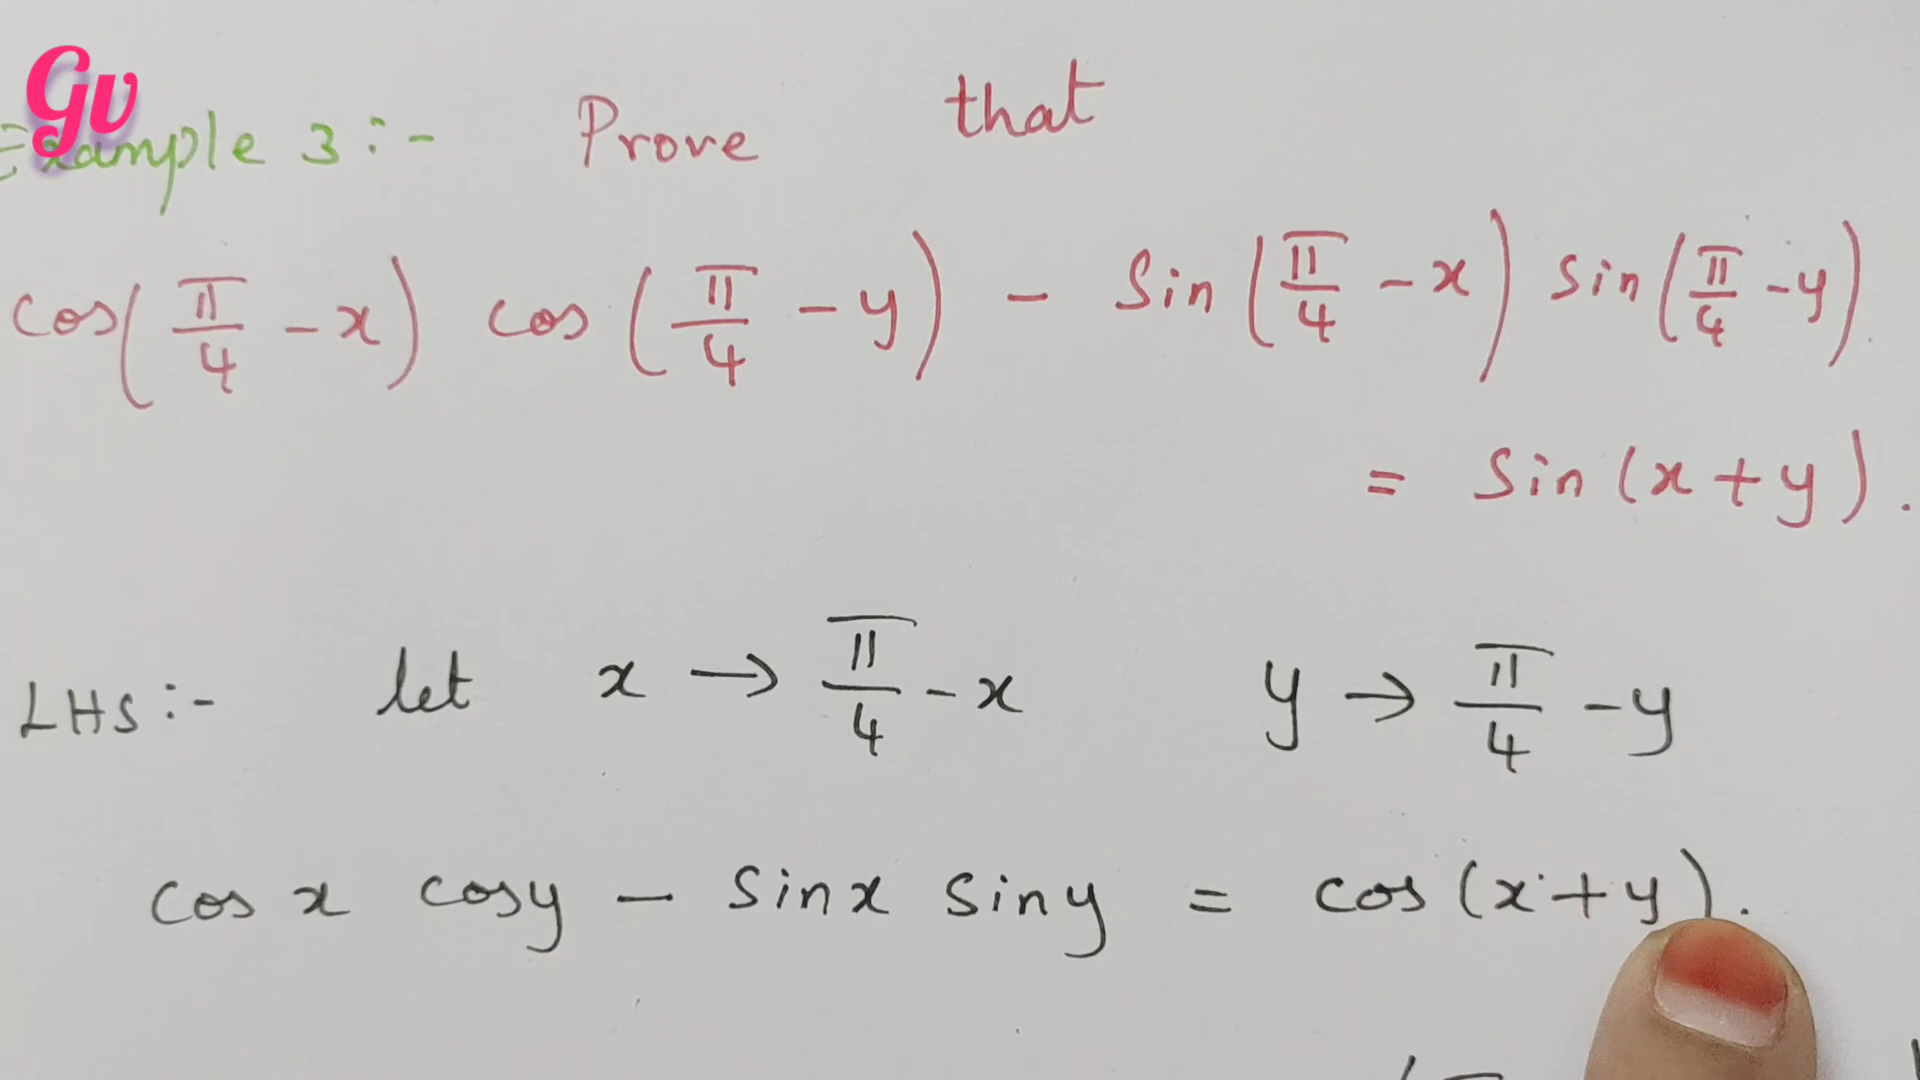 Gv
Example 3:- Prove that
cos(π/4 - x) cos(π/4 - y) - Sin(π/4 - x) Sin(π/4 - y)
= Sin(x+y).
LHS:- let x → π/4 - x y → π/4 - y
cos x cosy - Sinx Siny = cos(x+y).